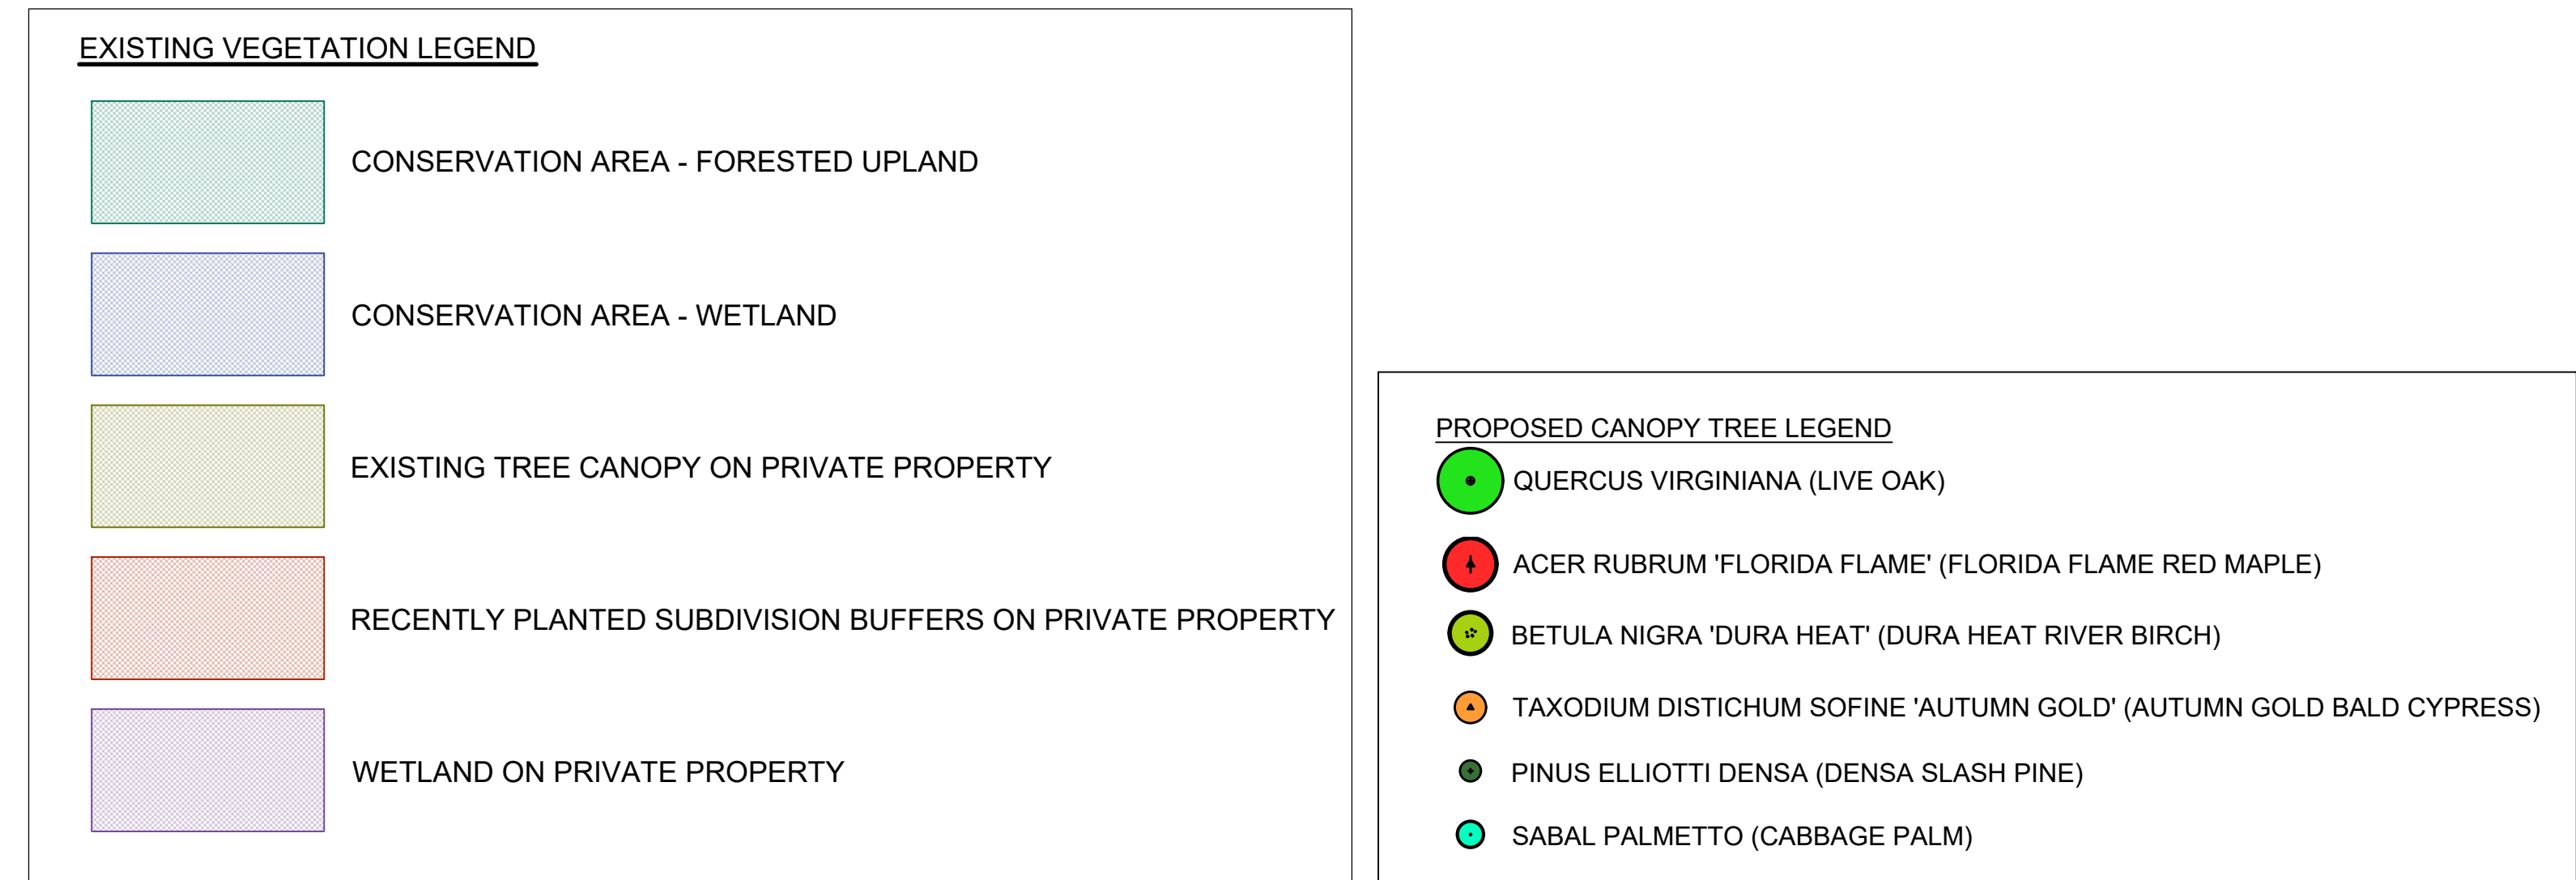 EXISTING VEGETATION LEGEND
CONSERVATION AREA - FORESTED UPLAND
CONSERVATION AREA - WETLAND
EXISTING TREE CANOPY ON PRIVATE PROPERTY
RECENTLY PLANTED SUBDIVISION BUFFERS ON PRIVATE PROPERTY
WETLAND ON PRIVATE PROPERTY
PROPOSED CANOPY TREE LEGEND
QUERCUS VIRGINIANA (LIVE OAK)
ACER RUBRUM 'FLORIDA FLAME' (FLORIDA FLAME RED MAPLE)
BETULA NIGRA 'DURA HEAT' (DURA HEAT RIVER BIRCH)
TAXODIUM DISTICHUM SOFINE 'AUTUMN GOLD' (AUTUMN GOLD BALD CYPRESS)
PINUS ELLIOTTI DENSA (DENSA SLASH PINE)
SABAL PALMETTO (CABBAGE PALM)